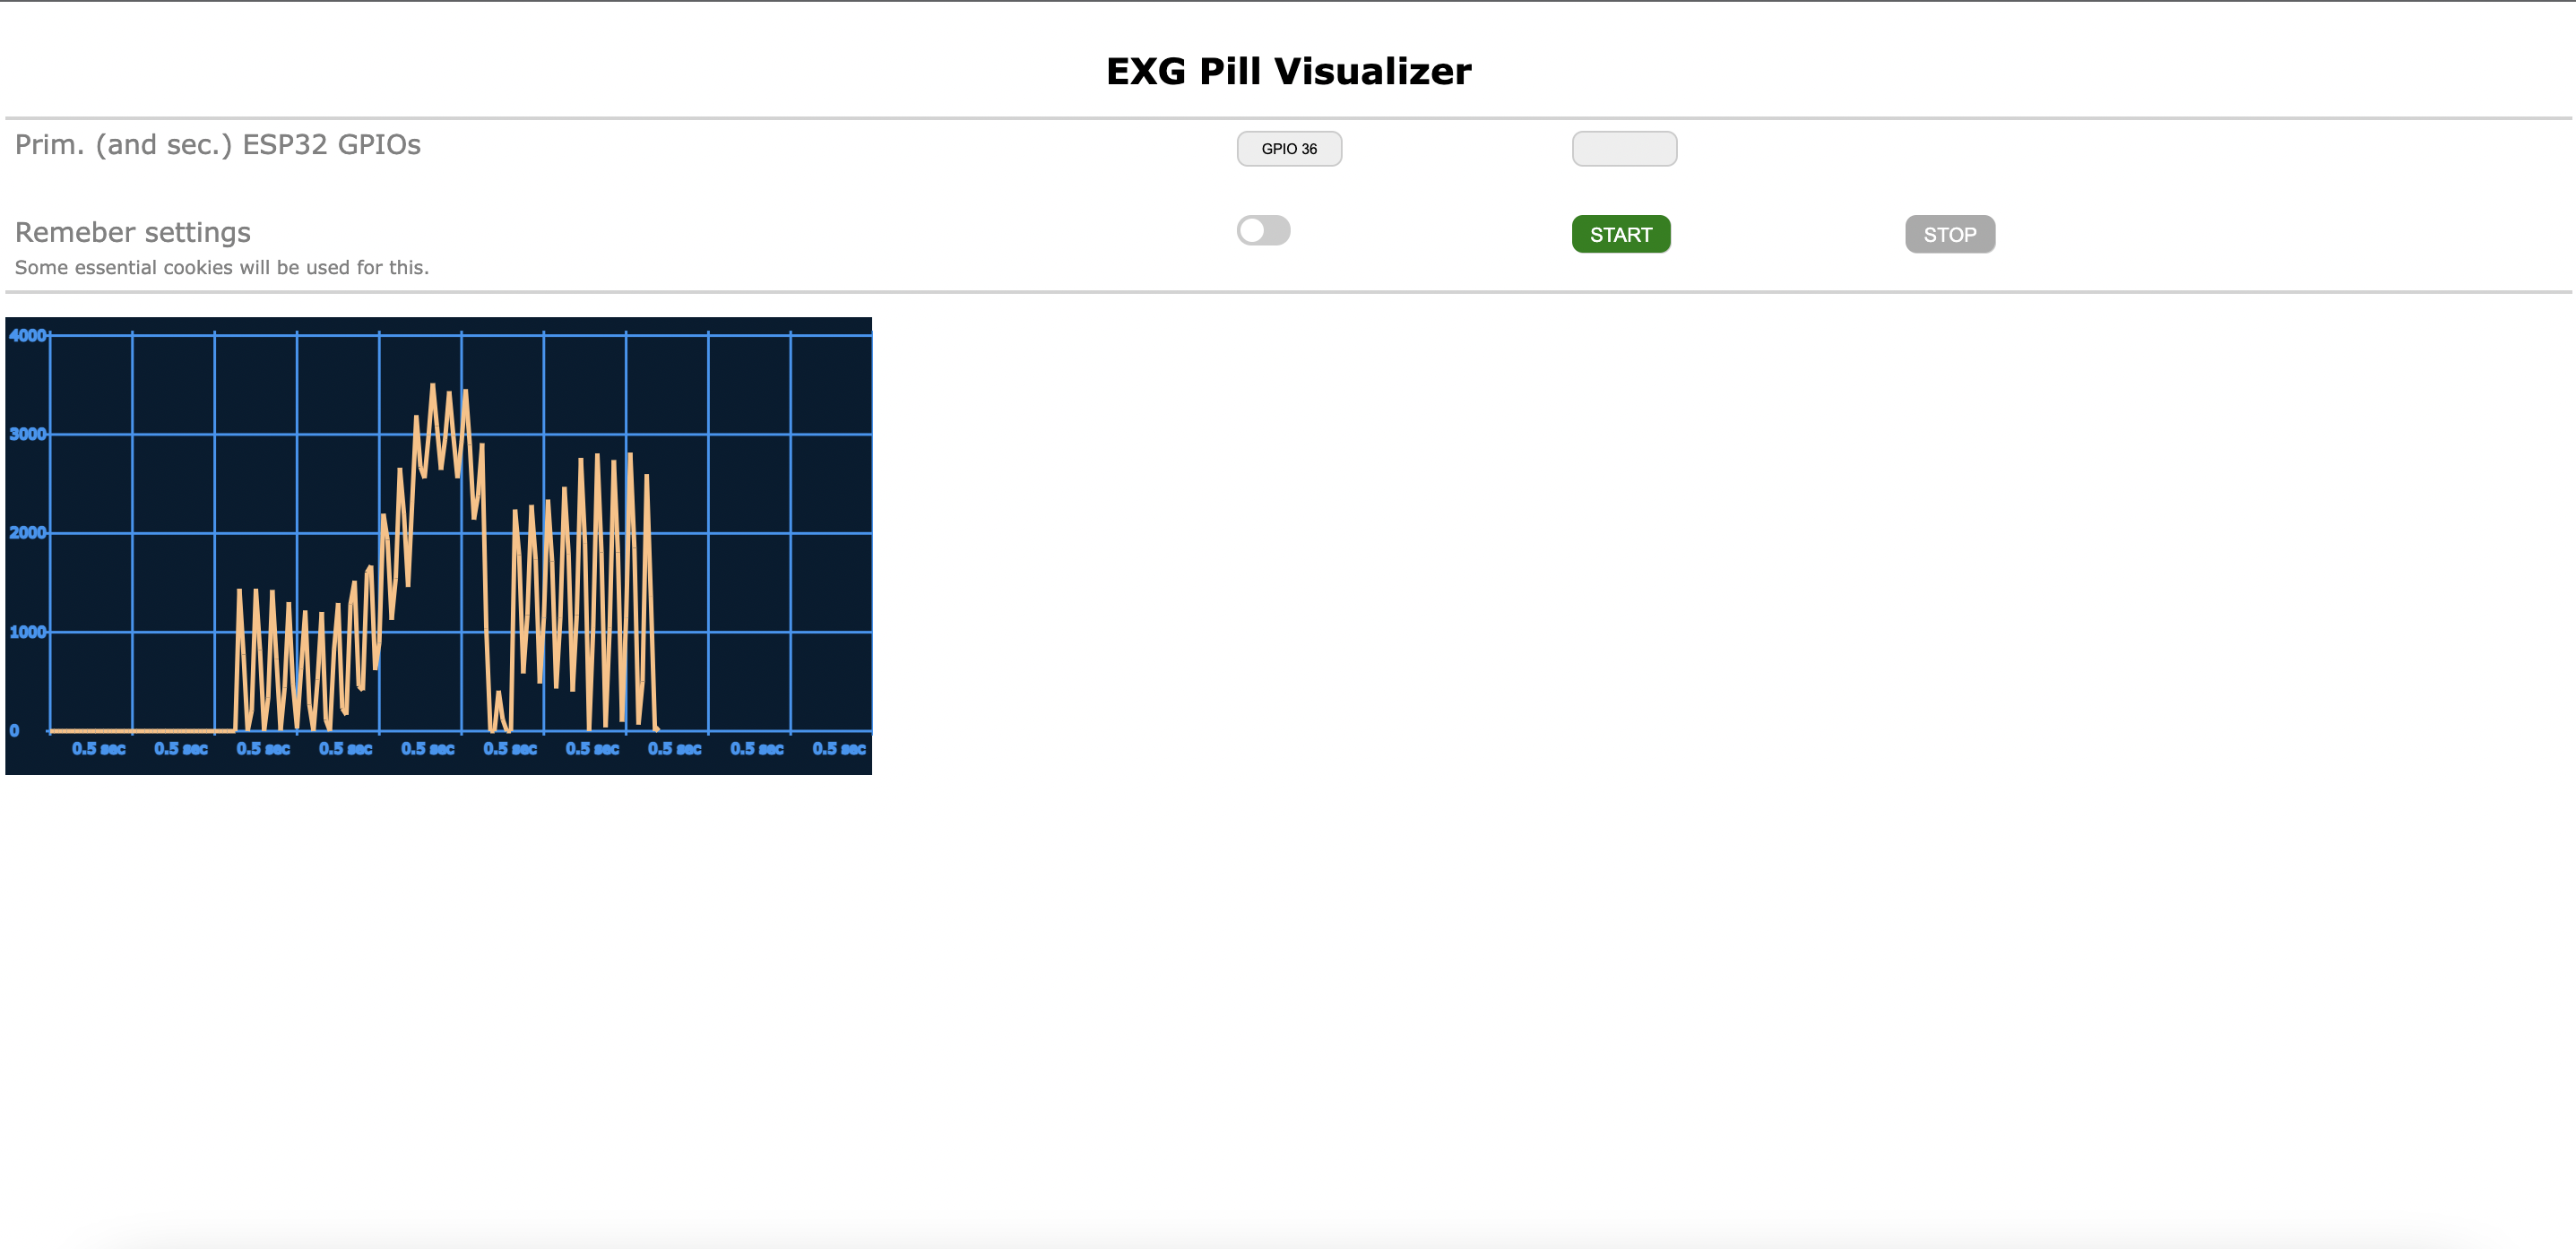 EXG Pill Visualizer
Prim. (and sec.) ESP32 GPIOs
GPIO 36
Remeber settings
START
STOP
Some essential cookies will be used for this.
4000
3000
2000
1000
0
0.5 sec 0.5 sec 0.5 sec 0.5 sec 0.5 sec 0.5 sec 0.5 sec 0.5 sec 0.5 sec 0.5 sec